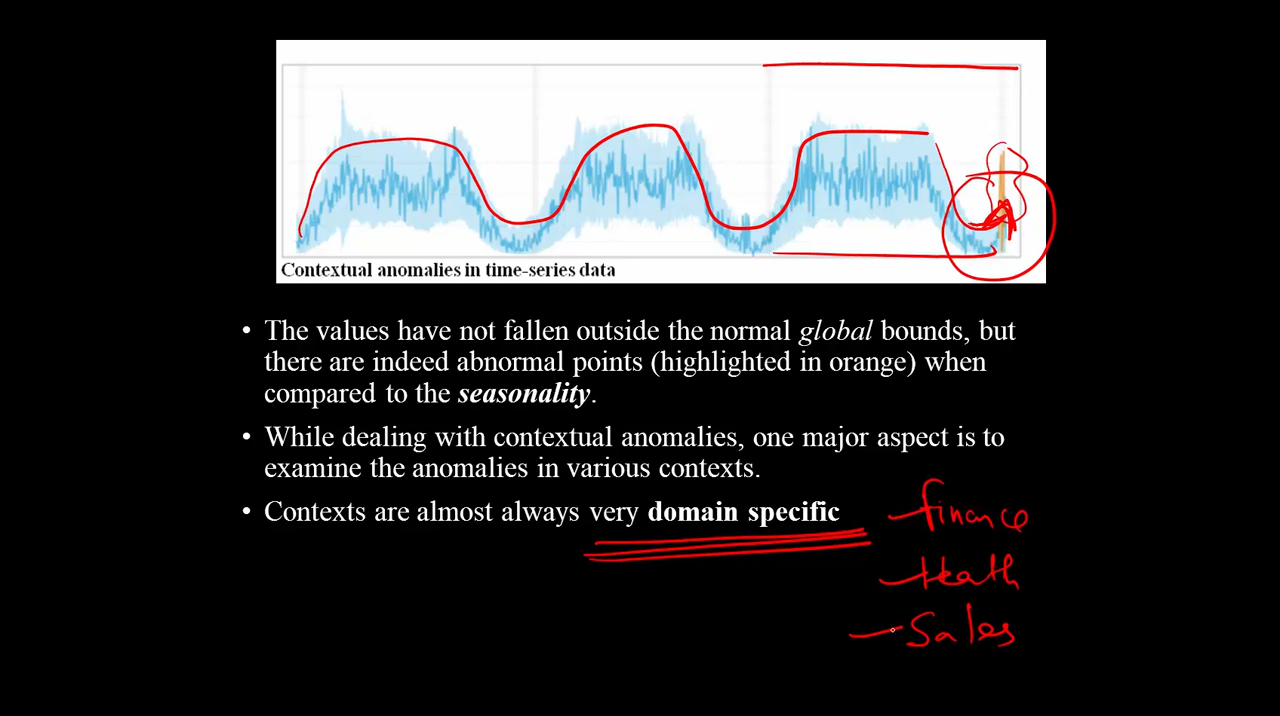 Contextual anomalies in time-series data
• The values have not fallen outside the normal global bounds, but
there are indeed abnormal points (highlighted in orange) when
compared to the seasonality.
• While dealing with contextual anomalies, one major aspect is to
examine the anomalies in various contexts.
• Contexts are almost always very domain specific
finance
Heath
Sales